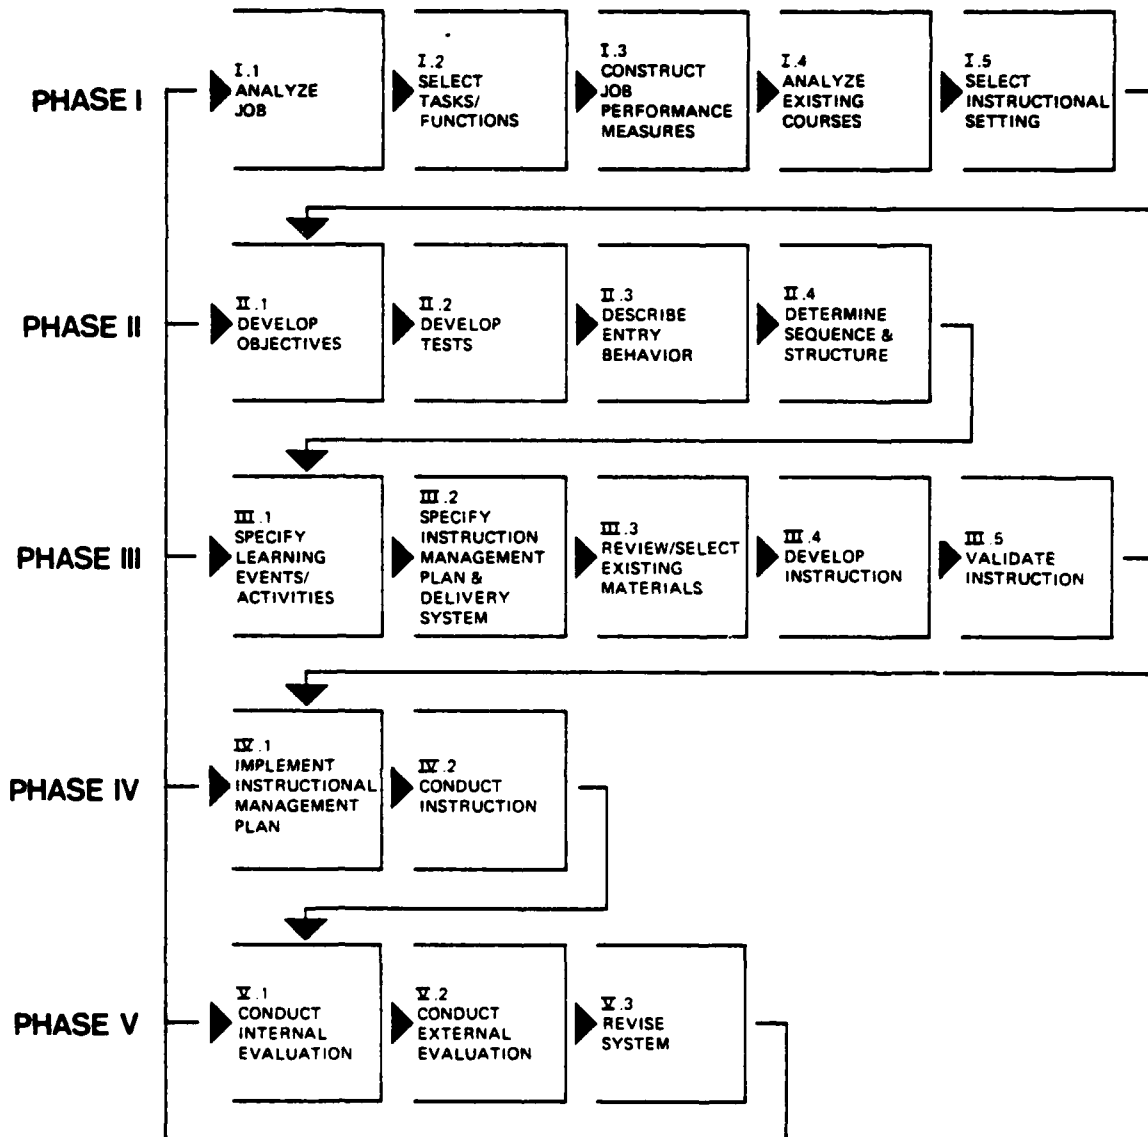 PHASE I
I.1
ANALYZE
JOB
I.2
SELECT
TASKS/
FUNCTIONS
I.3
CONSTRUCT
JOB
PERFORMANCE
MEASURES
I.4
ANALYZE
EXISTING
COURSES
I.5
SELECT
INSTRUCTIONAL
SETTING
PHASE II
II.1
DEVELOP
OBJECTIVES
II.2
DEVELOP
TESTS
II.3
DESCRIBE
ENTRY
BEHAVIOR
II.4
DETERMINE
SEQUENCE &
STRUCTURE
PHASE III
III.1
SPECIFY
LEARNING
EVENTS/
ACTIVITIES
III.2
SPECIFY
INSTRUCTION
MANAGEMENT
PLAN &
DELIVERY
SYSTEM
III.3
REVIEW/SELECT
EXISTING
MATERIALS
III.4
DEVELOP
INSTRUCTION
III.5
VALIDATE
INSTRUCTION
PHASE IV
IV.1
IMPLEMENT
INSTRUCTIONAL
MANAGEMENT
PLAN
IV.2
CONDUCT
INSTRUCTION
PHASE V
V.1
CONDUCT
INTERNAL
EVALUATION
V.2
CONDUCT
EXTERNAL
EVALUATION
V.3
REVISE
SYSTEM